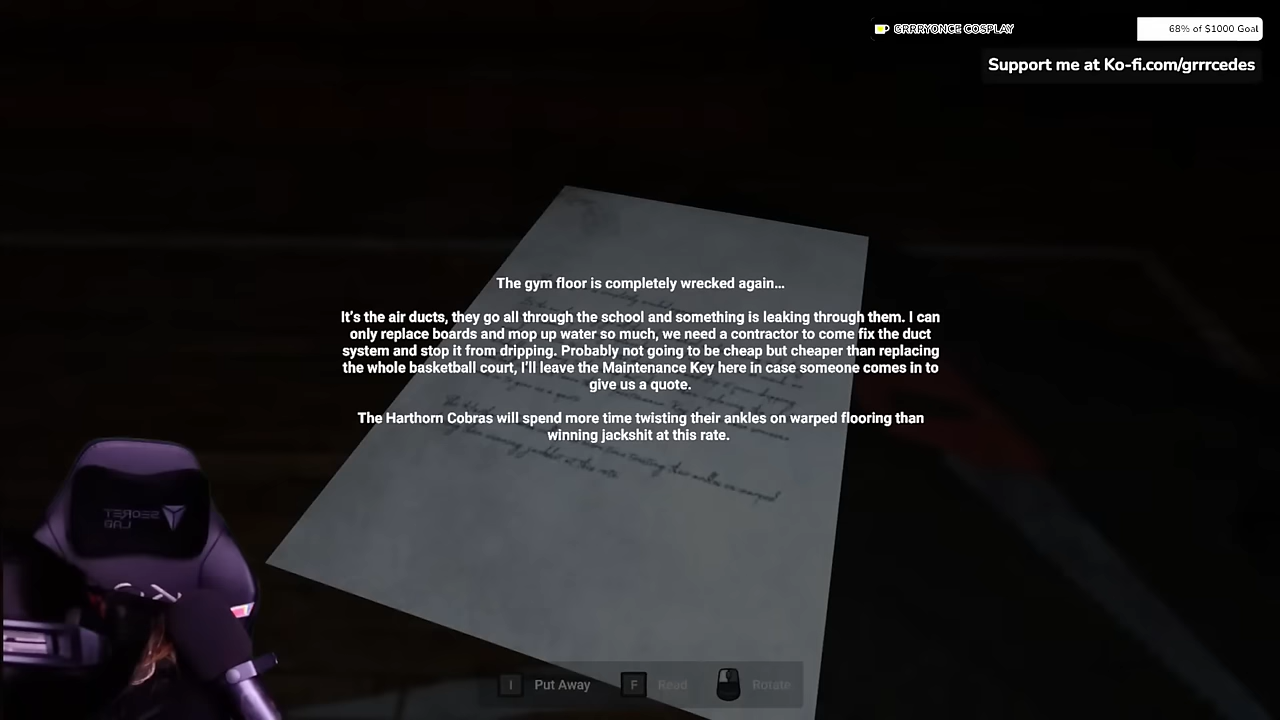 GRRRYONCE COSPLAY
68% of $1000 Goal
Support me at Ko-fi.com/grrrcedes
The gym floor is completely wrecked again...
It's the air ducts, they go all through the school and something is leaking through them. I can
only replace boards and mop up water so much, we need a contractor to come fix the duct
system and stop it from dripping. Probably not going to be cheap but cheaper than replacing
the whole basketball court, I'll leave the Maintenance Key here in case someone comes in to
give us a quote.
The Harthorn Cobras will spend more time twisting their ankles on warped flooring than
winning jackshit at this rate.
SECRET
LAB
I Put Away F Read Rotate